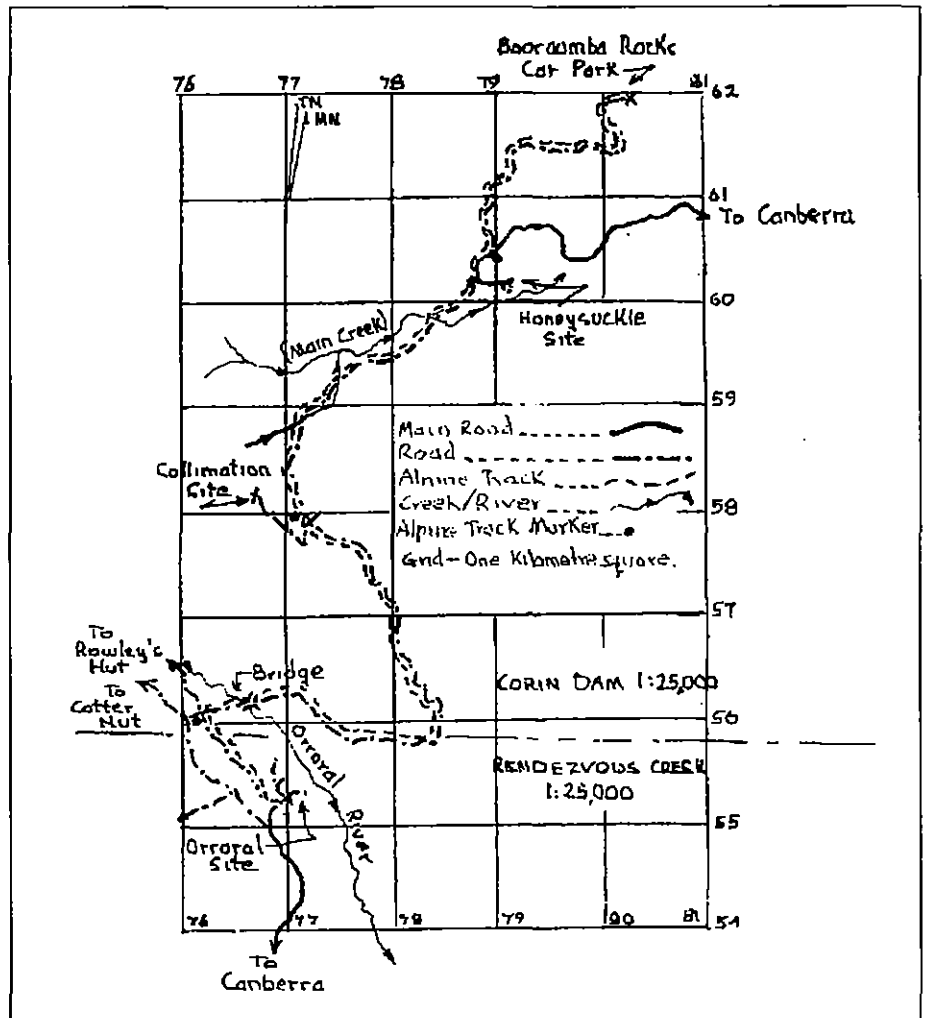 Booroomba Rocks
Car Park
76 77 78 79 81
62
TN
MN
61
To Canberra
60
Honeysuckle
Site
(Main Creek)
59
Main Road
Road
Alpine Track
Creek/River
Alpine Track Marker
Grid-One Kilometre square.
Collimation
Site
58
57
To
Rowley's
Hut
To
Cotter
Hut
Bridge
CORIN DAM 1:25,000
56
Orroral
River
RENDEZVOUS CREEK
1:25,000
55
Orroral
Site
76 77 78 79 80 81
54
To
Canberra